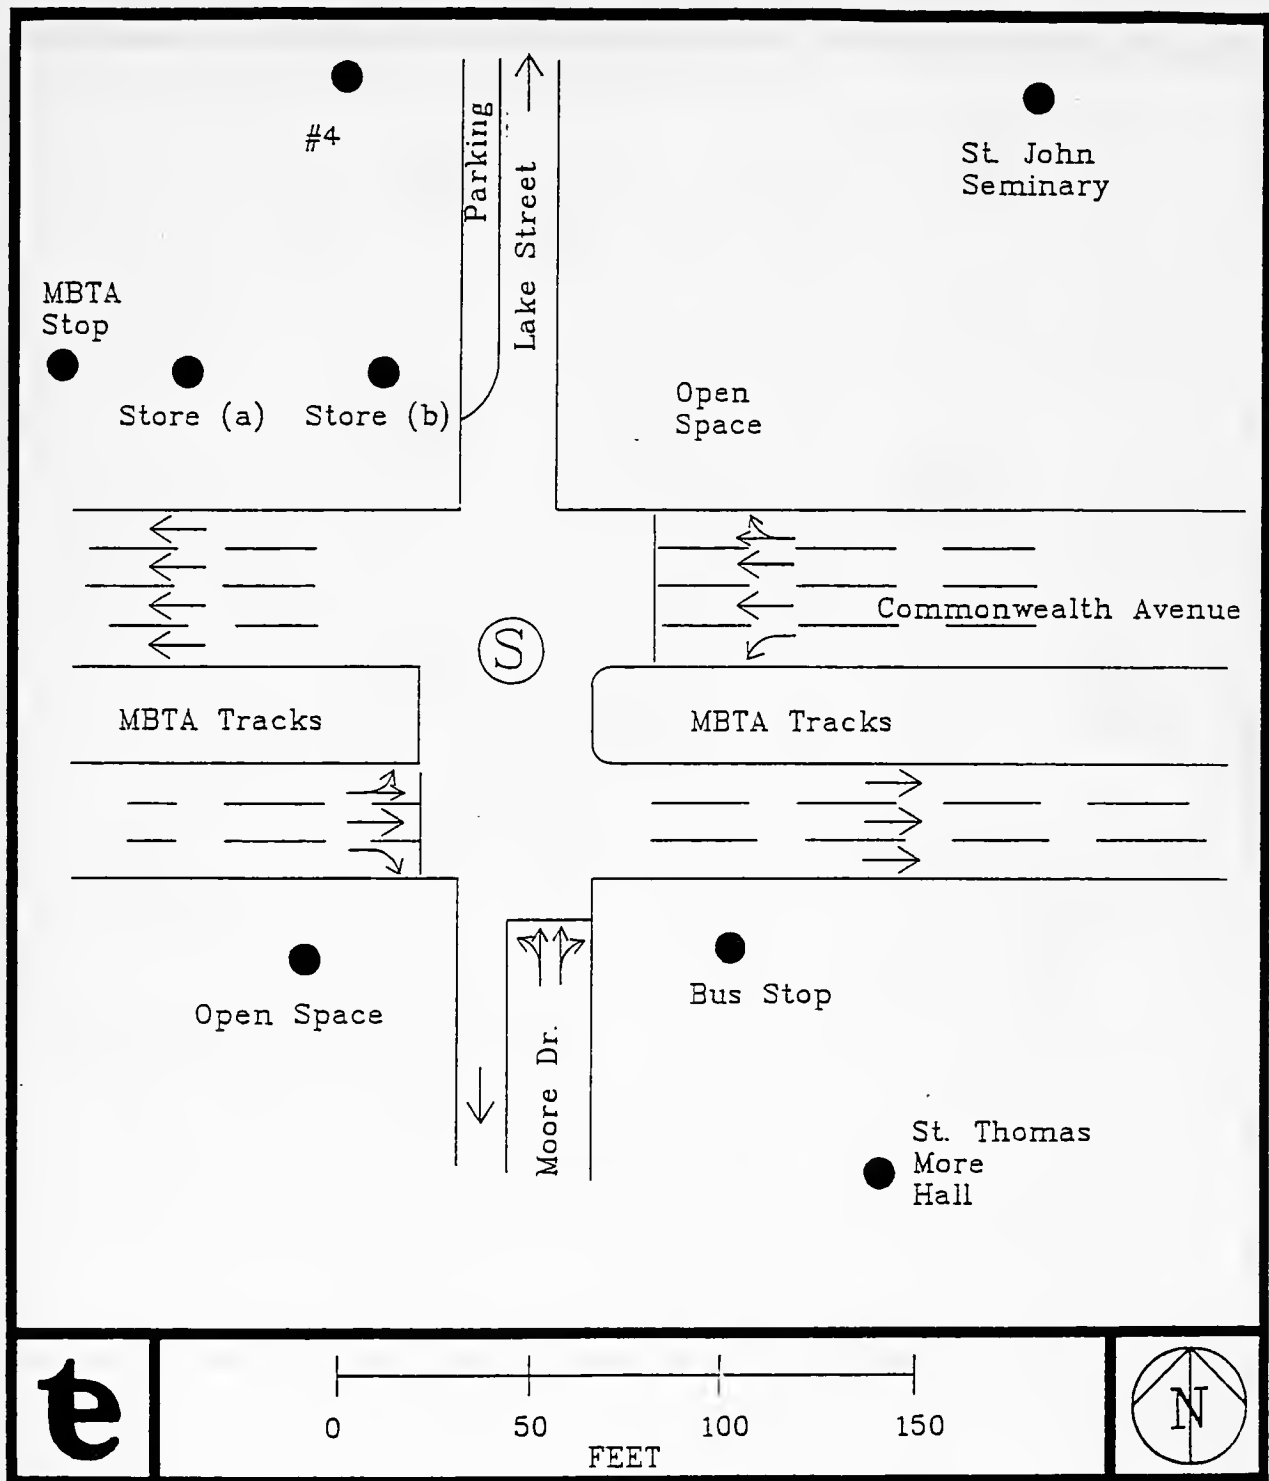 #4
Parking
Lake Street
St. John
Seminary
MBTA
Stop
Store (a)
Store (b)
Open
Space
Commonwealth Avenue
S
MBTA Tracks
MBTA Tracks
Open Space
Bus Stop
Moore Dr.
St. Thomas
More
Hall
te
0 50 100 150
FEET
N